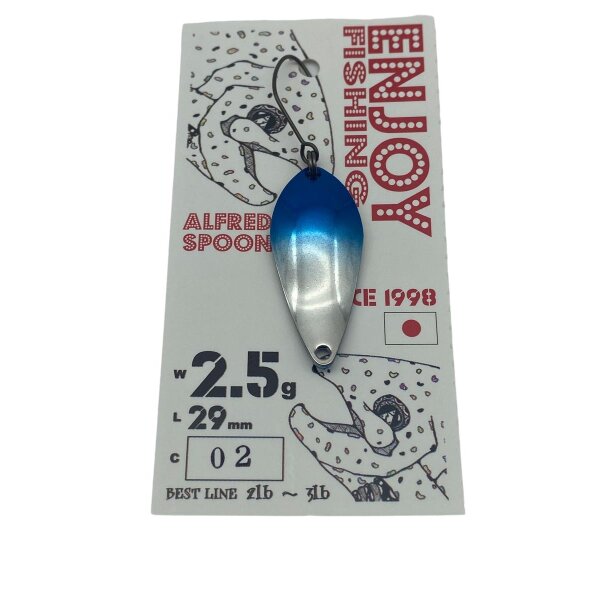 ENJOY
FISHING
ALFRED
SPOON
CE 1998
W 2.5g
L 29mm
C 02
BEST LINE 2lb ~ 3lb